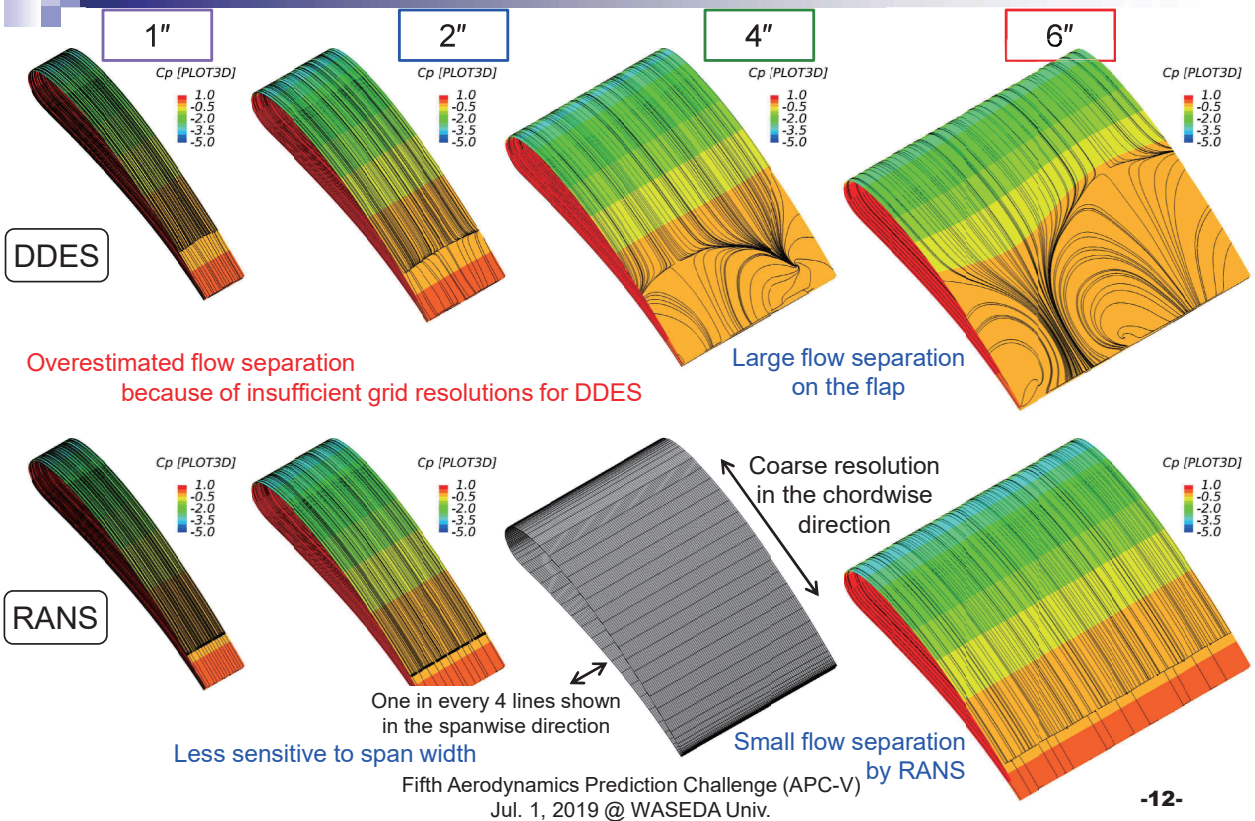 1″
2″
4″
6″
Cp [PLOT3D]
1.0
-0.5
-2.0
-3.5
-5.0
Cp [PLOT3D]
1.0
-0.5
-2.0
-3.5
-5.0
Cp [PLOT3D]
1.0
-0.5
-2.0
-3.5
-5.0
Cp [PLOT3D]
1.0
-0.5
-2.0
-3.5
-5.0
DDES
Overestimated flow separation
because of insufficient grid resolutions for DDES
Large flow separation
on the flap
Cp [PLOT3D]
1.0
-0.5
-2.0
-3.5
-5.0
Cp [PLOT3D]
1.0
-0.5
-2.0
-3.5
-5.0
Coarse resolution
in the chordwise
direction
Cp [PLOT3D]
1.0
-0.5
-2.0
-3.5
-5.0
RANS
One in every 4 lines shown
in the spanwise direction
Less sensitive to span width
Small flow separation
by RANS
Fifth Aerodynamics Prediction Challenge (APC-V)
Jul. 1, 2019 @ WASEDA Univ.
-12-